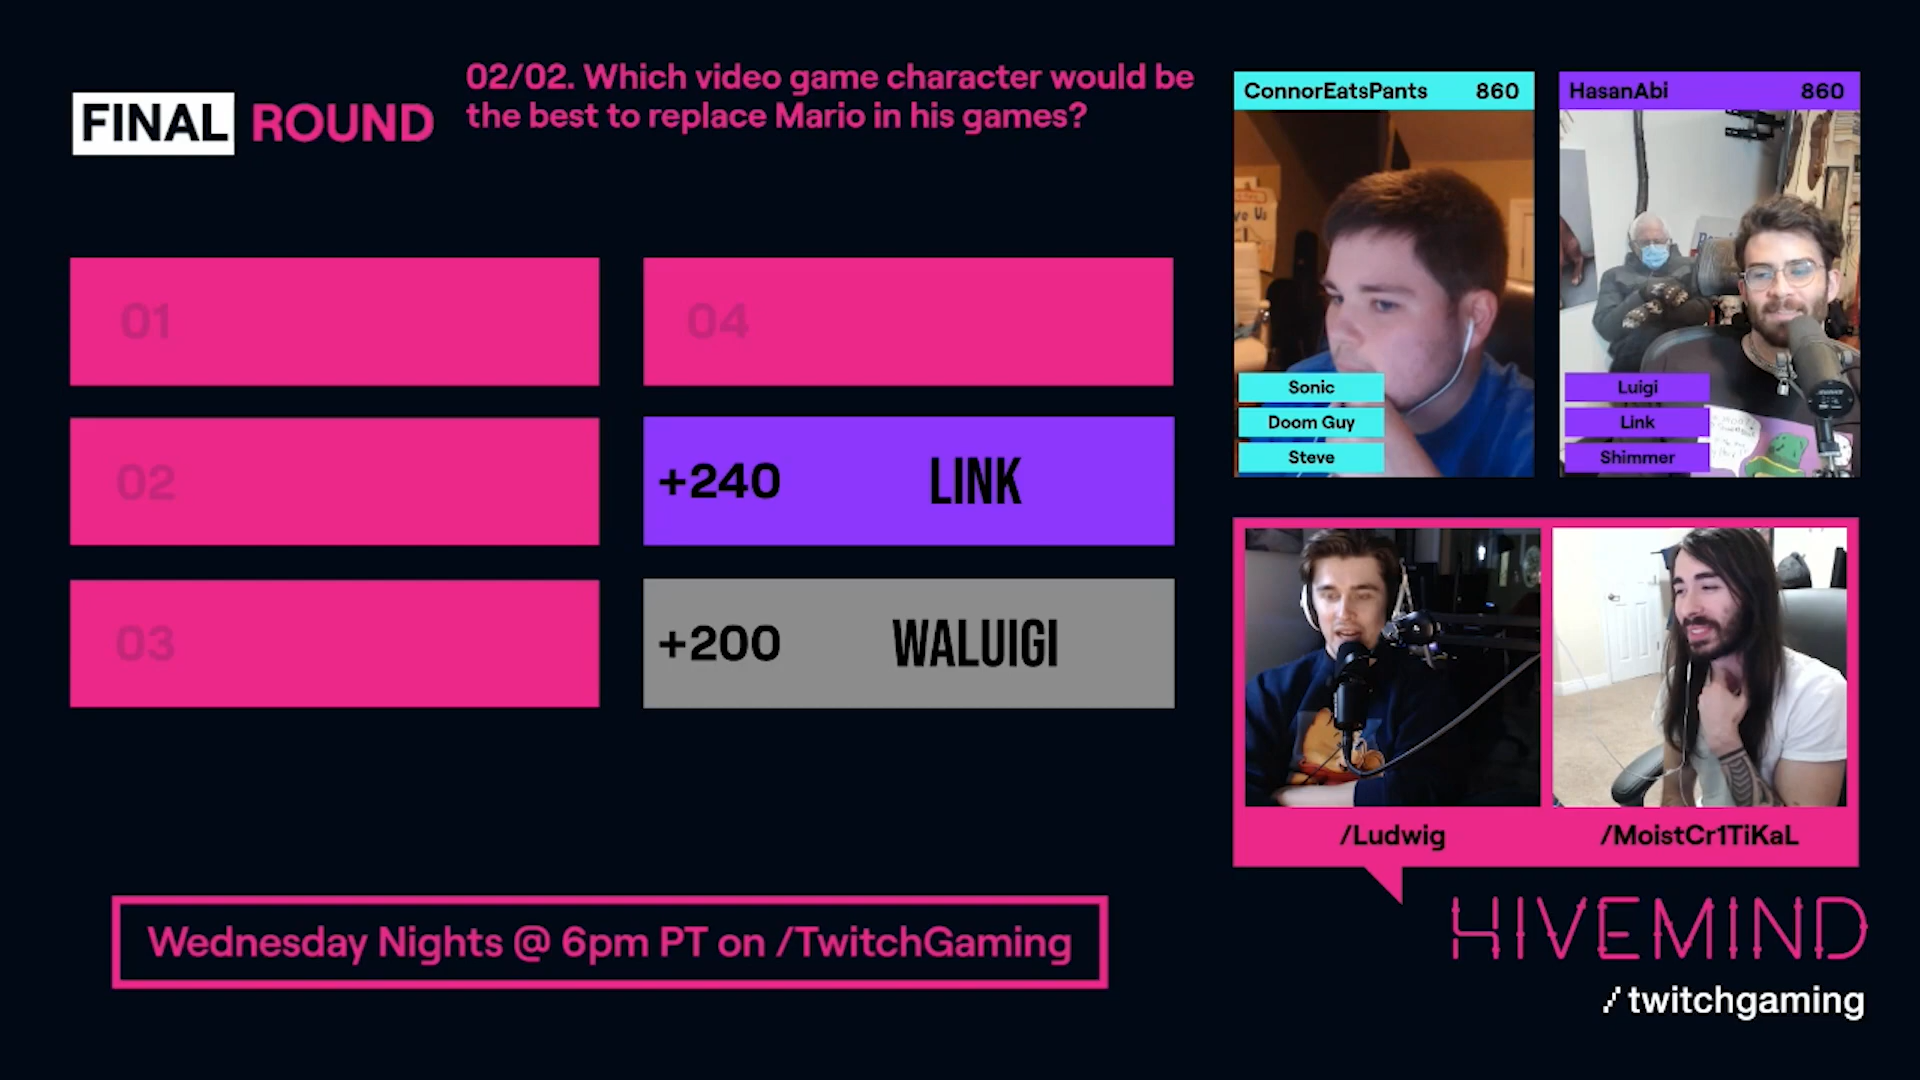 FINAL ROUND
02/02. Which video game character would be
the best to replace Mario in his games?
01
02
03
04
+240 LINK
+200 WALUIGI
ConnorEatsPants 860
Sonic
Doom Guy
Steve
HasanAbi 860
Luigi
Link
Shimmer
/Ludwig
/MoistCr1TiKaL
Wednesday Nights @ 6pm PT on /TwitchGaming
HIVEMIND
/twitchgaming